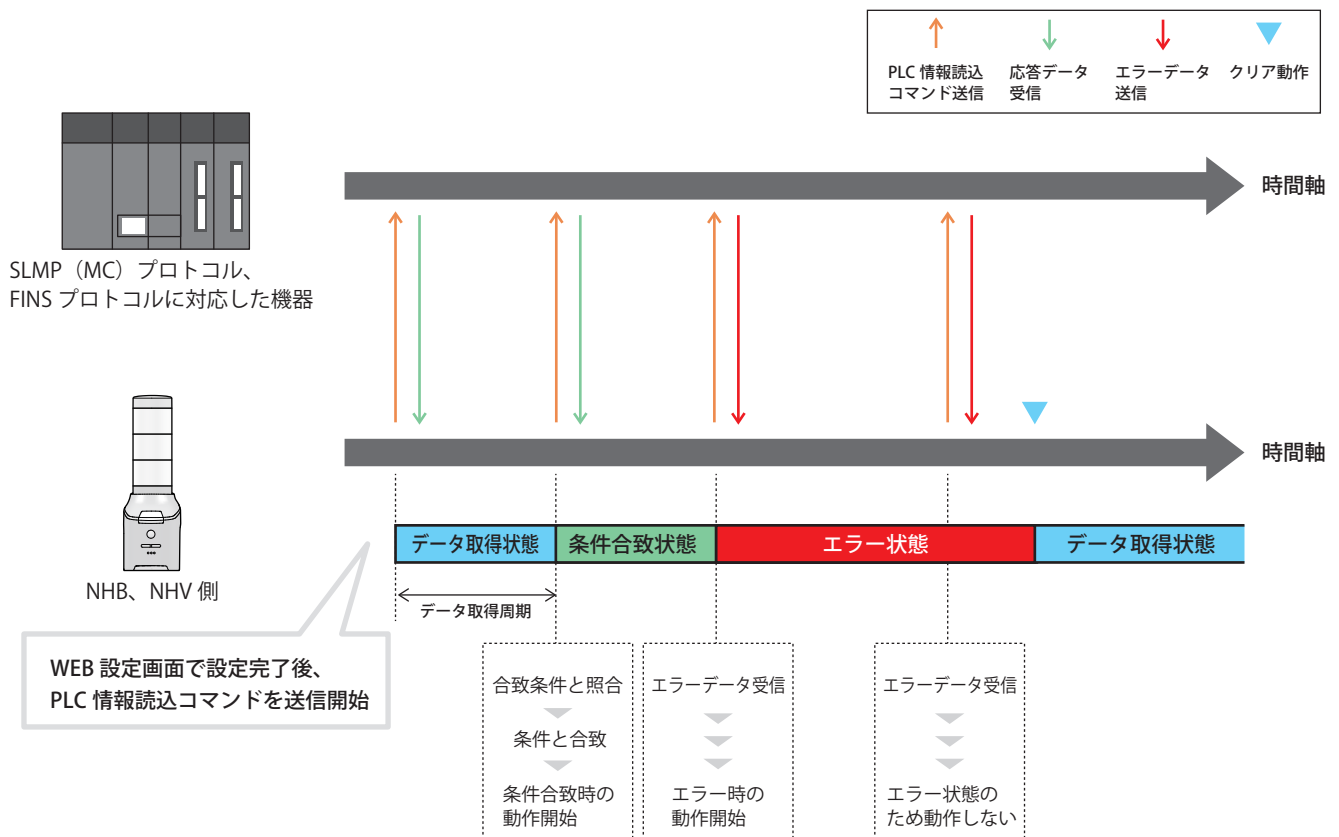 PLC 情報読込
コマンド送信
応答データ
受信
エラーデータ
送信
クリア動作
時間軸
SLMP（MC）プロトコル、
FINS プロトコルに対応した機器
時間軸
NHB、NHV 側
データ取得状態
条件合致状態
エラー状態
データ取得状態
データ取得周期
WEB 設定画面で設定完了後、
PLC 情報読込コマンドを送信開始
合致条件と照合
条件と合致
条件合致時の
動作開始
エラーデータ受信
エラー時の
動作開始
エラーデータ受信
エラー状態の
ため動作しない